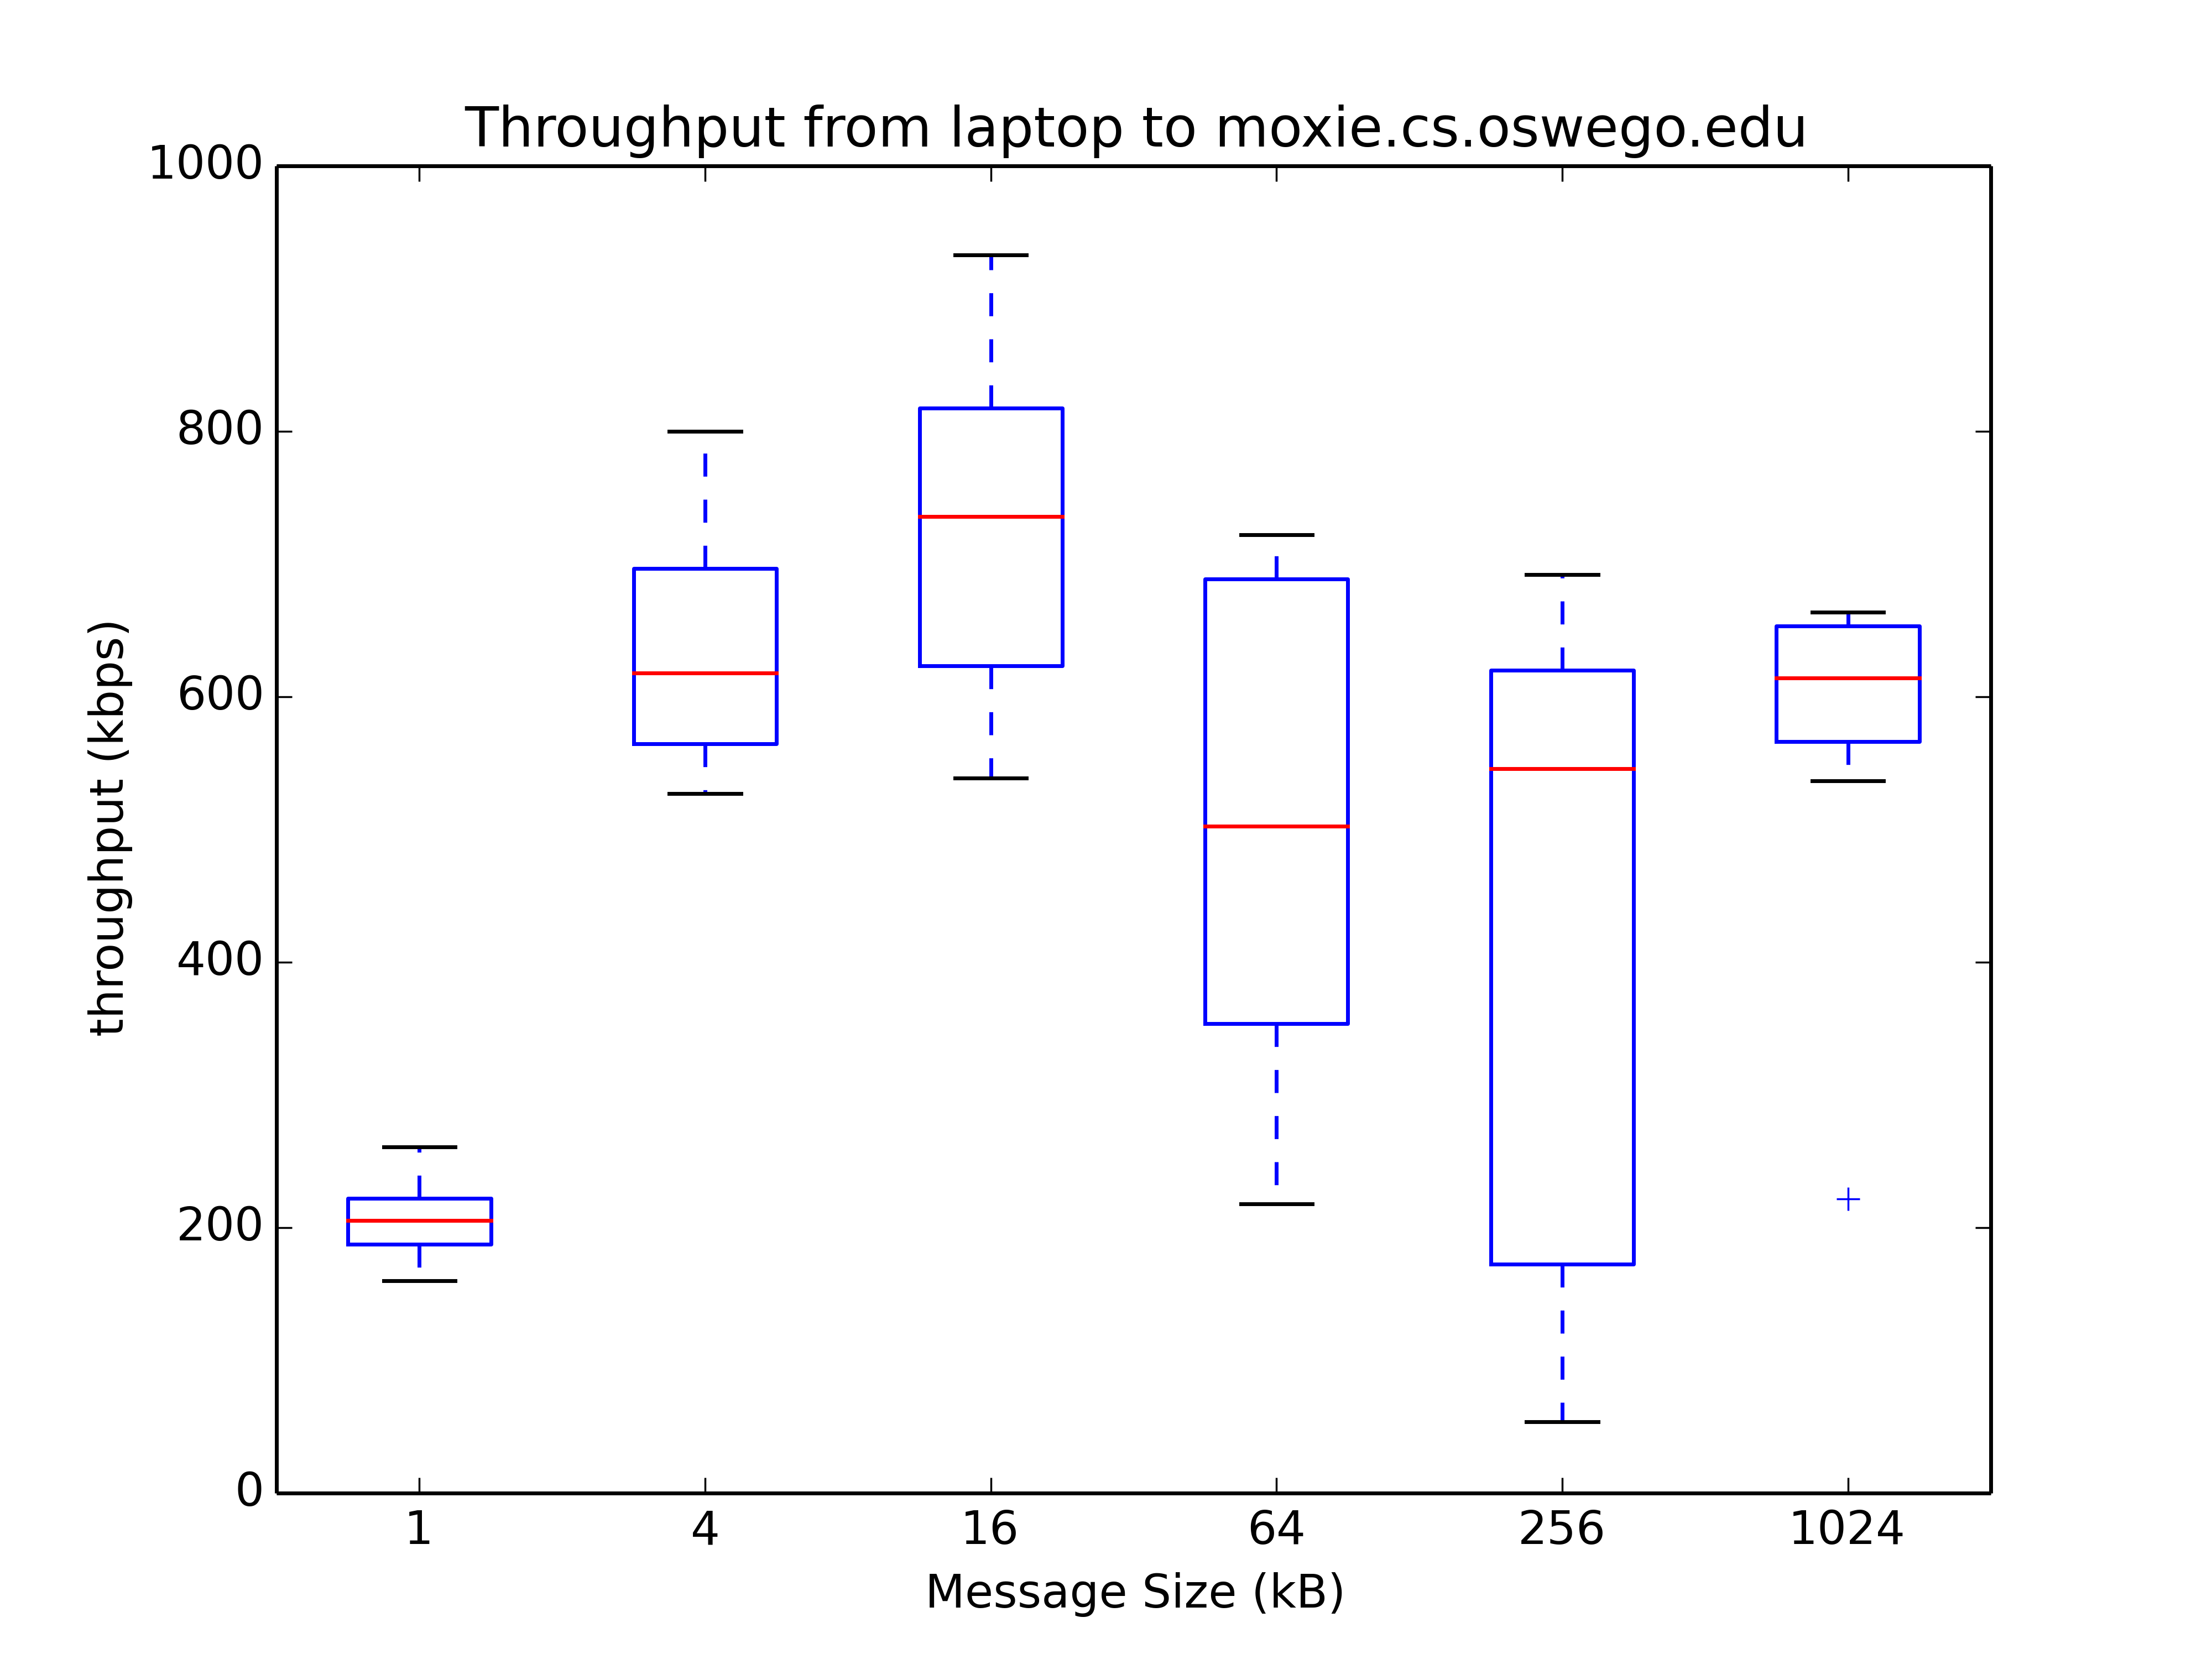 Throughput from laptop to moxie.cs.oswego.edu
1000
800
600
400
200
0
throughput (kbps)
1 4 16 64 256 1024
Message Size (kB)